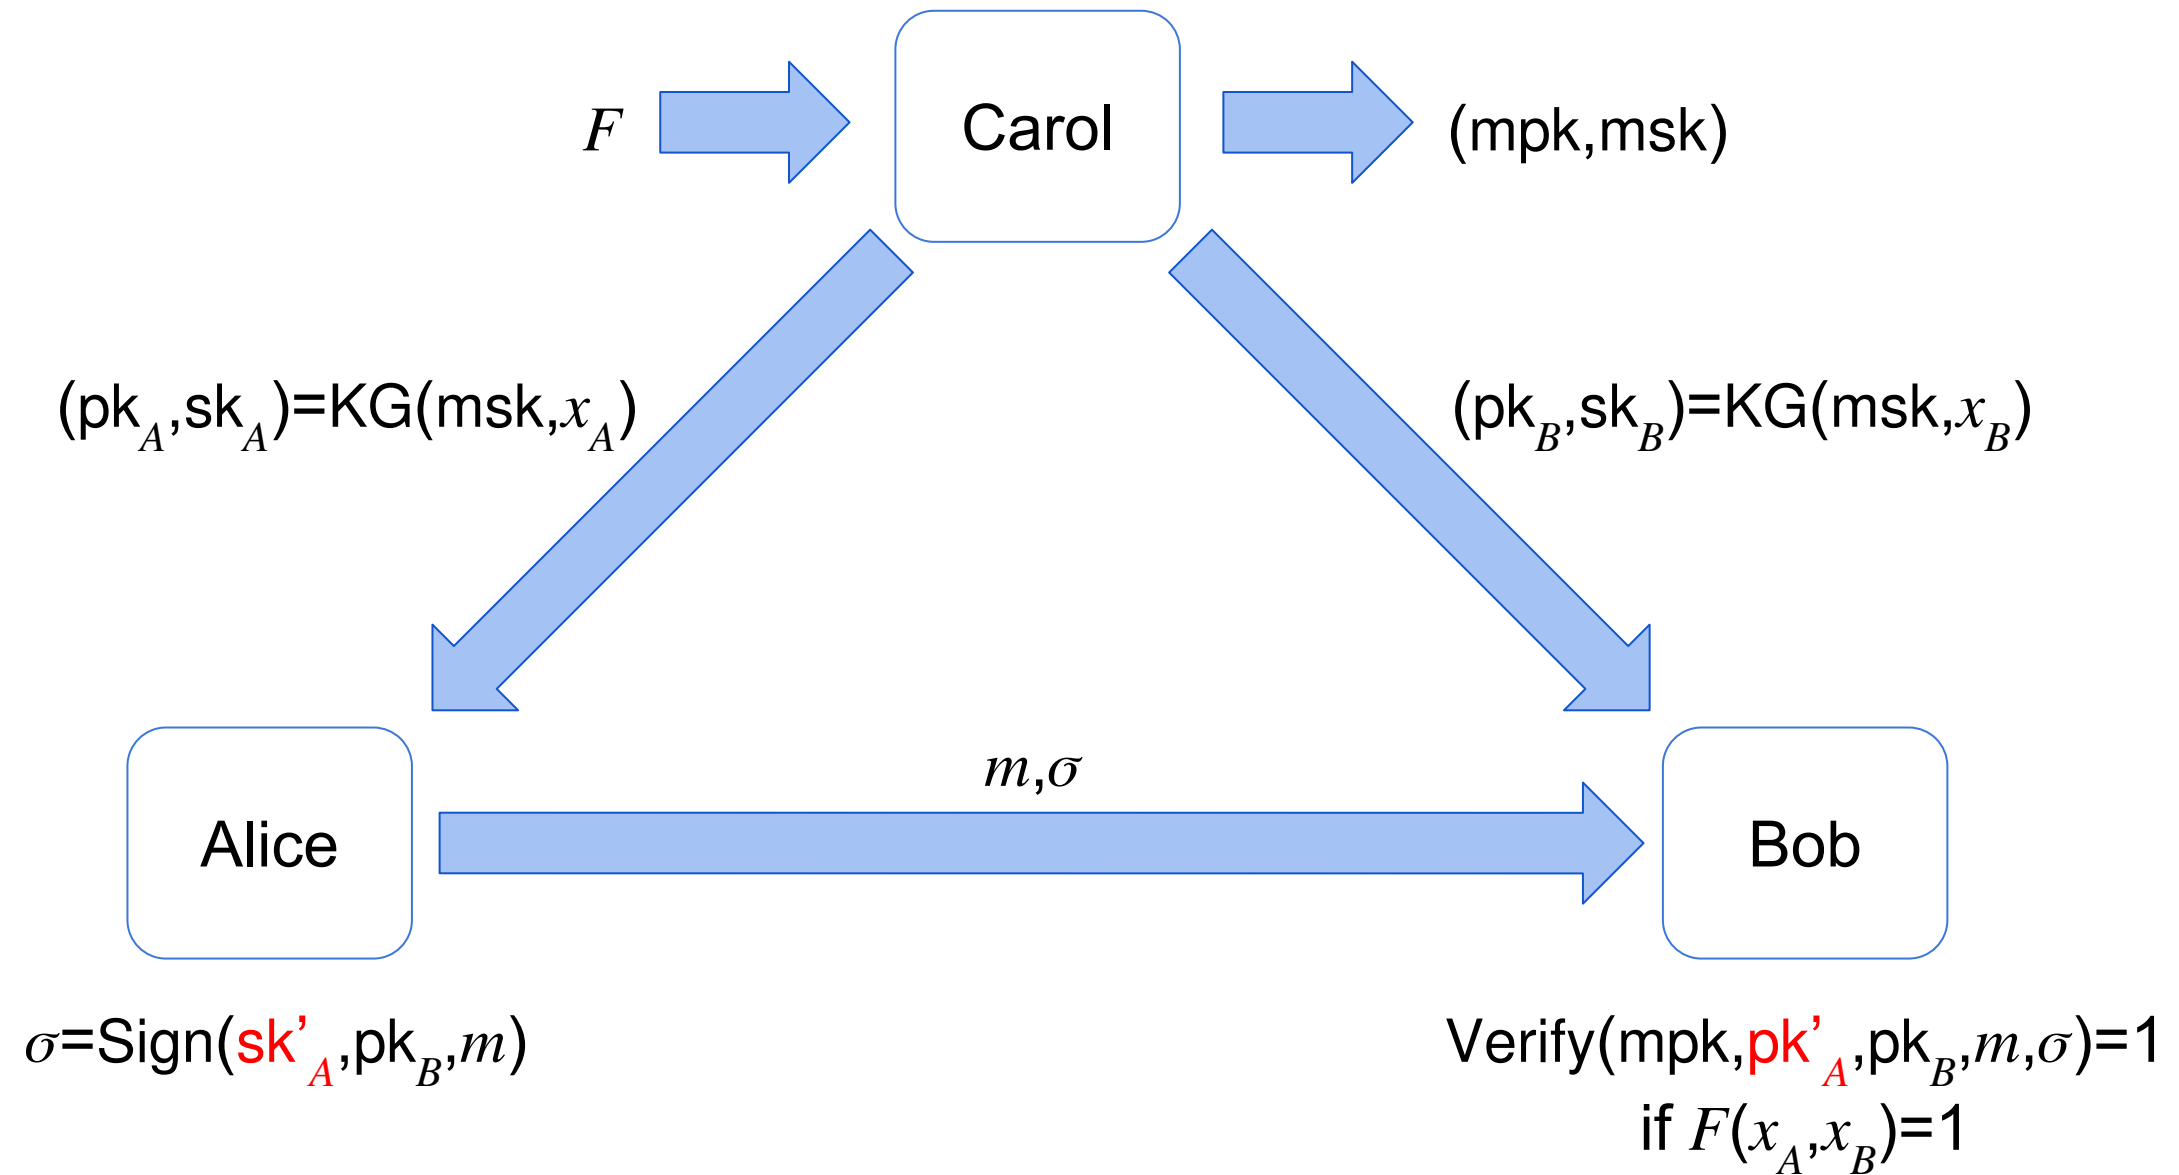 F
Carol
(mpk,msk)
(pk_A,sk_A)=KG(msk,x_A)
(pk_B,sk_B)=KG(msk,x_B)
m,σ
Alice
Bob
σ=Sign(sk’_A,pk_B,m)
Verify(mpk,pk’_A,pk_B,m,σ)=1
if F(x_A,x_B)=1